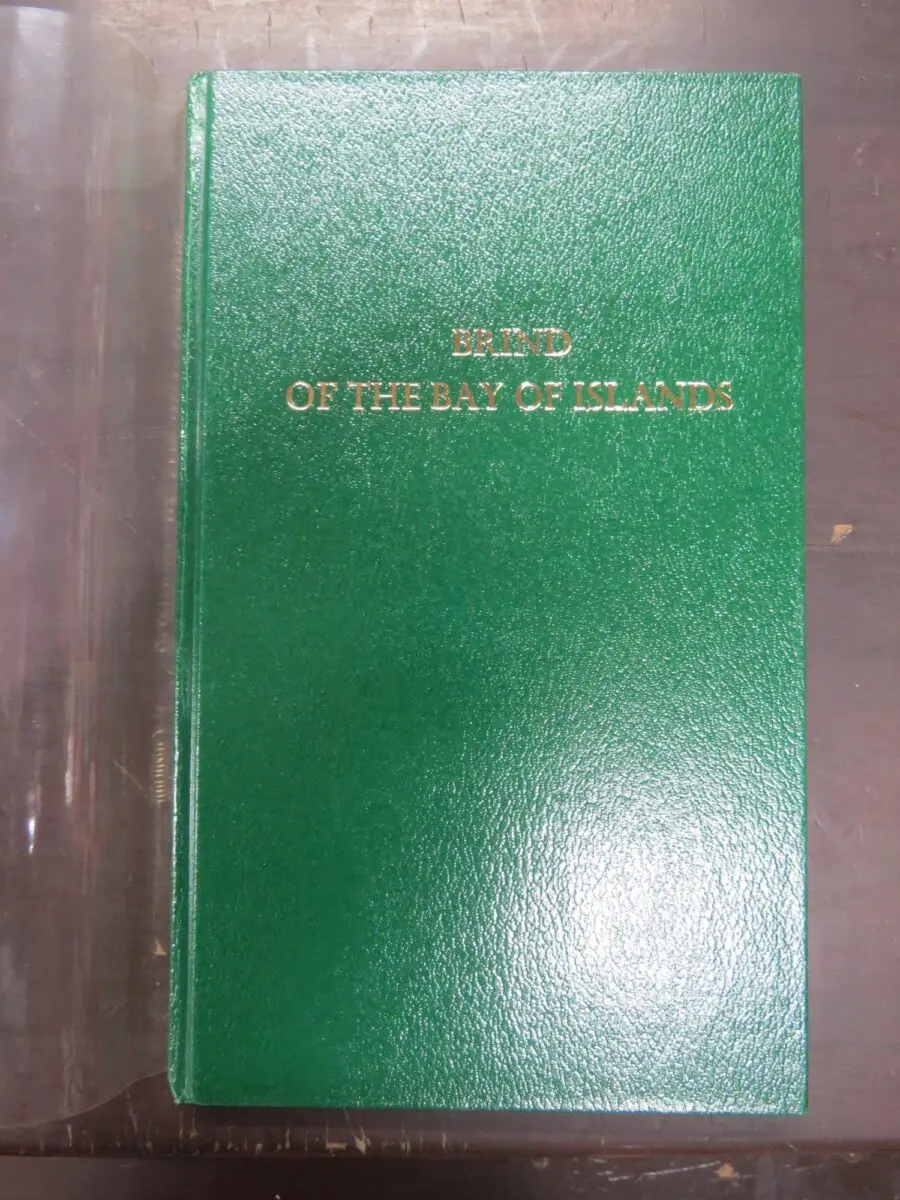 BRIND
OF THE BAY OF ISLANDS